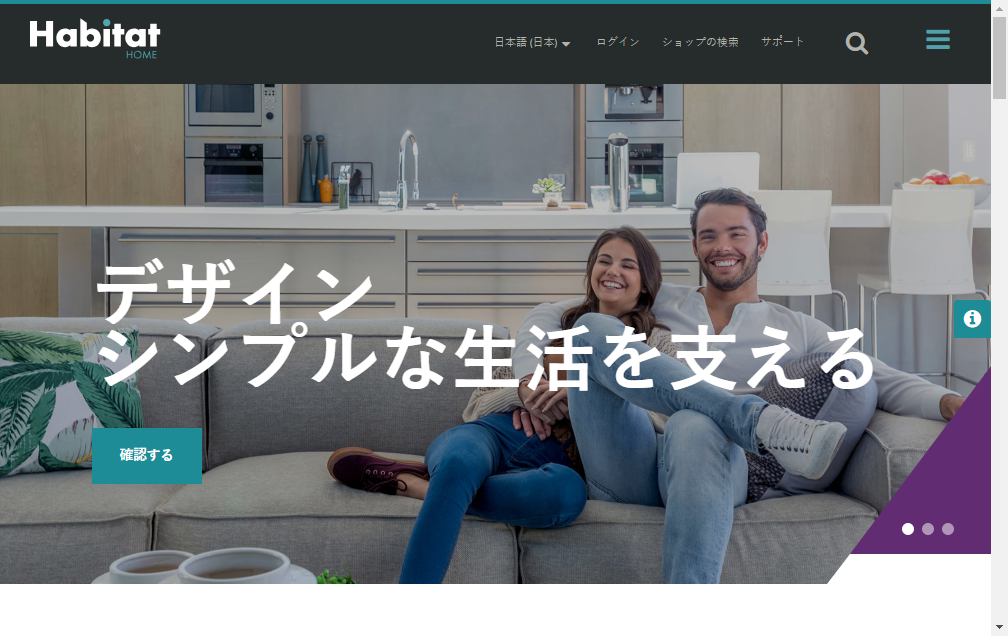 Habitat
HOME
日本語 (日本)
ログイン
ショップの検索
サポート
デザイン
シンプルな生活を支える
確認する